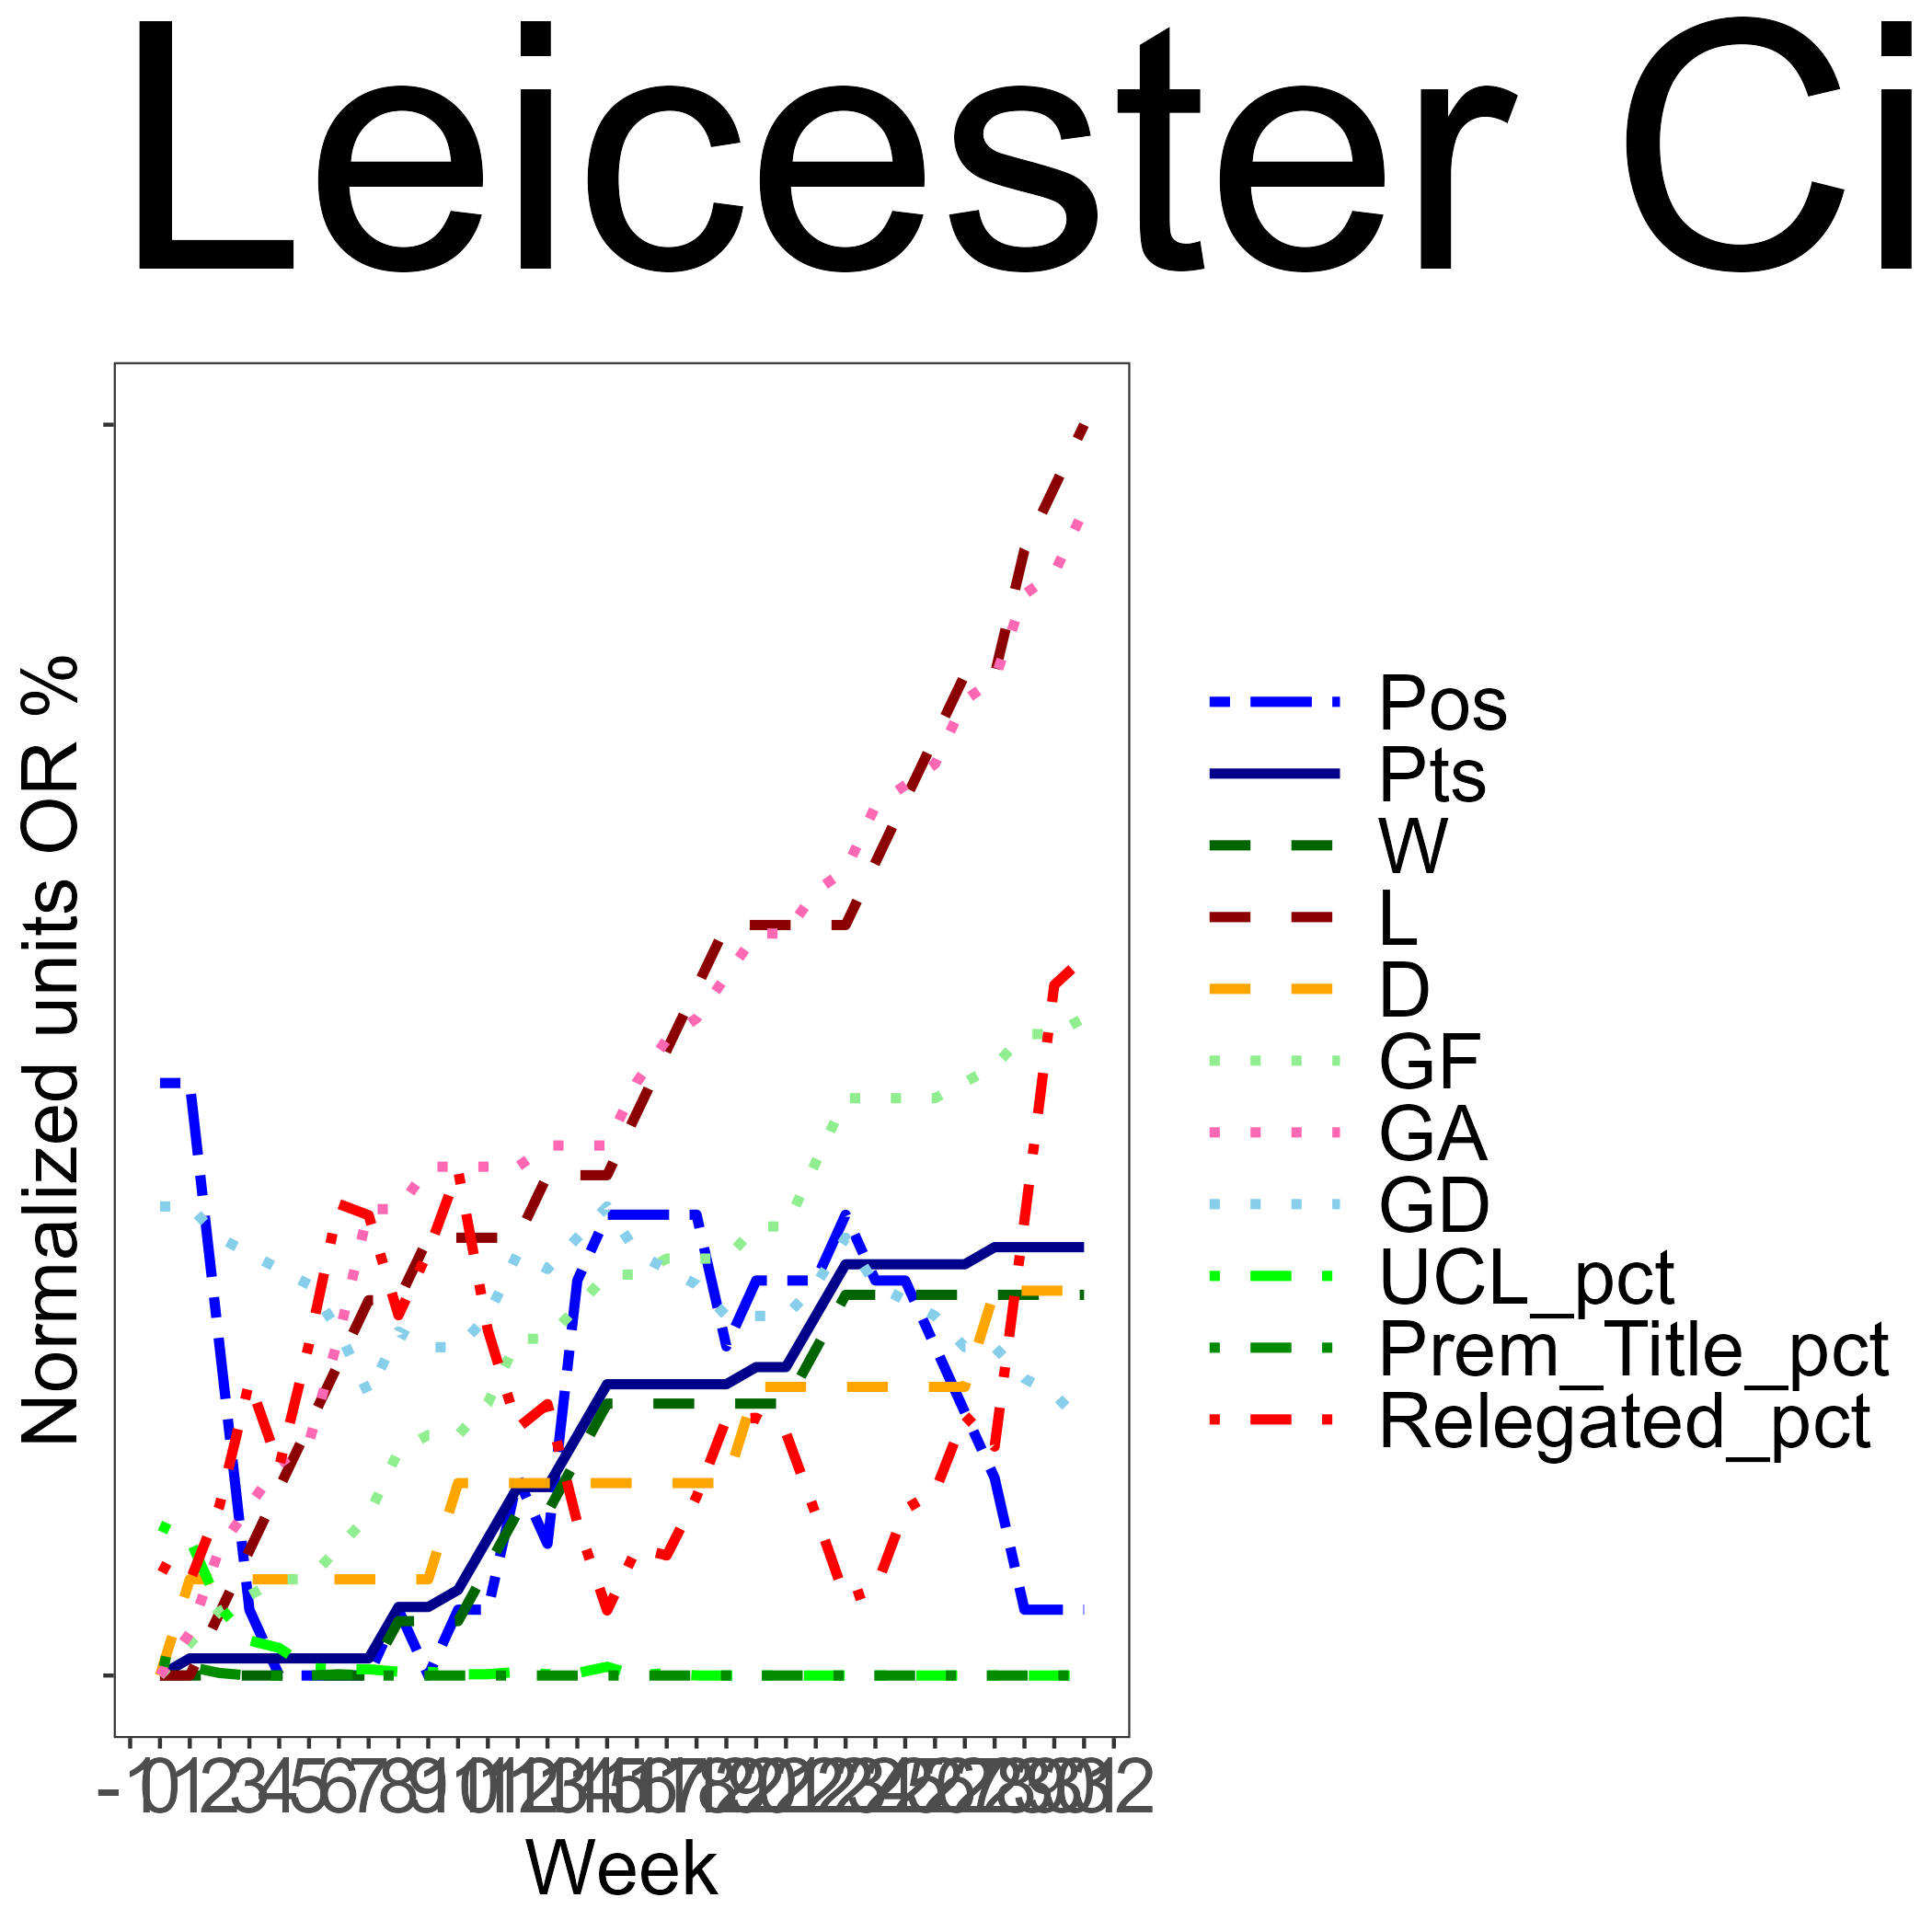 Leicester Ci
Normalized units OR %
Pos
Pts
W
L
D
GF
GA
GD
UCL_pct
Prem_Title_pct
Relegated_pct
Week